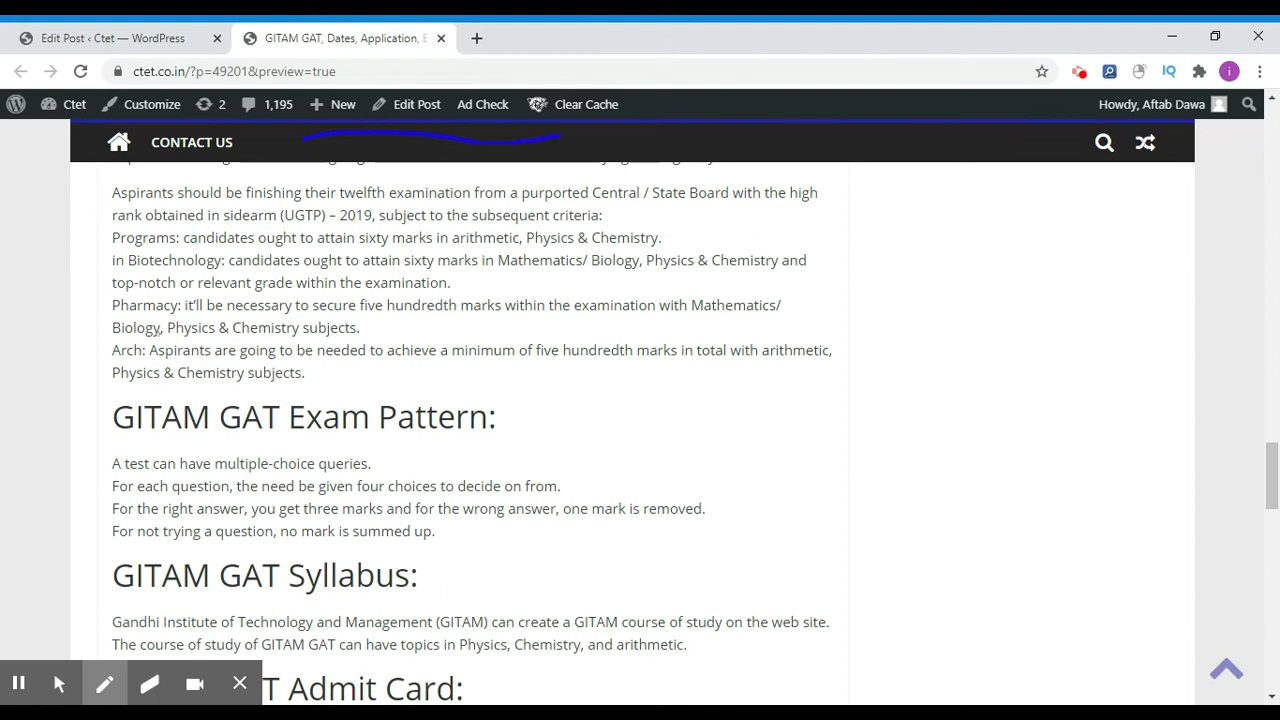 Edit Post ‹ Ctet — WordPress
GITAM GAT, Dates, Application, E
ctet.co.in/?p=49201&preview=true
IQ
i
Ctet Customize 2 1,195 New Edit Post Ad Check Clear Cache Howdy, Aftab Dawa
CONTACT US
Aspirants should be finishing their twelfth examination from a purported Central / State Board with the high
rank obtained in sidearm (UGTP) – 2019, subject to the subsequent criteria:
Programs: candidates ought to attain sixty marks in arithmetic, Physics & Chemistry.
in Biotechnology: candidates ought to attain sixty marks in Mathematics/ Biology, Physics & Chemistry and
top-notch or relevant grade within the examination.
Pharmacy: it'll be necessary to secure five hundredth marks within the examination with Mathematics/
Biology, Physics & Chemistry subjects.
Arch: Aspirants are going to be needed to achieve a minimum of five hundredth marks in total with arithmetic,
Physics & Chemistry subjects.
GITAM GAT Exam Pattern:
A test can have multiple-choice queries.
For each question, the need be given four choices to decide on from.
For the right answer, you get three marks and for the wrong answer, one mark is removed.
For not trying a question, no mark is summed up.
GITAM GAT Syllabus:
Gandhi Institute of Technology and Management (GITAM) can create a GITAM course of study on the web site.
The course of study of GITAM GAT can have topics in Physics, Chemistry, and arithmetic.
T Admit Card: